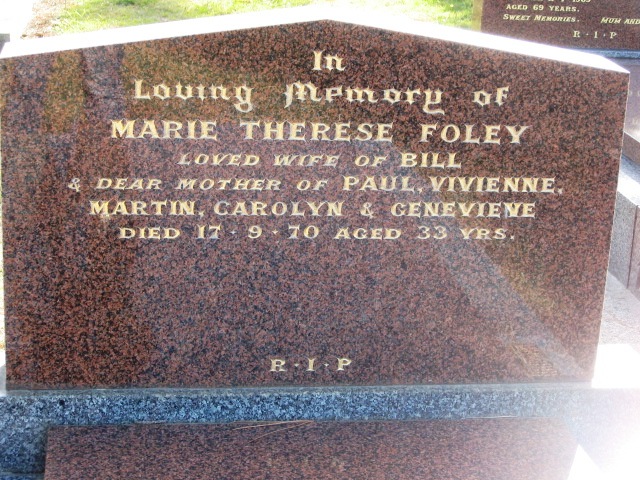 In
Loving Memory of
MARIE THERESE FOLEY
LOVED WIFE OF BILL
& DEAR MOTHER OF PAUL, VIVIENNE,
MARTIN, CAROLYN & GENEVIEVE
DIED 17·9·70 AGED 33 YRS.
R·I·P
AGED 69 YEARS.
SWEET MEMORIES. MUM AND
R·I·P